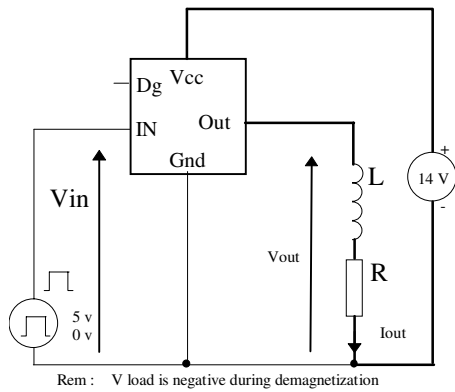 Vcc
Dg
IN
Out
Gnd
+
14 V
-
L
Vin
Vout
R
5 v
0 v
Iout
Rem : V load is negative during demagnetization